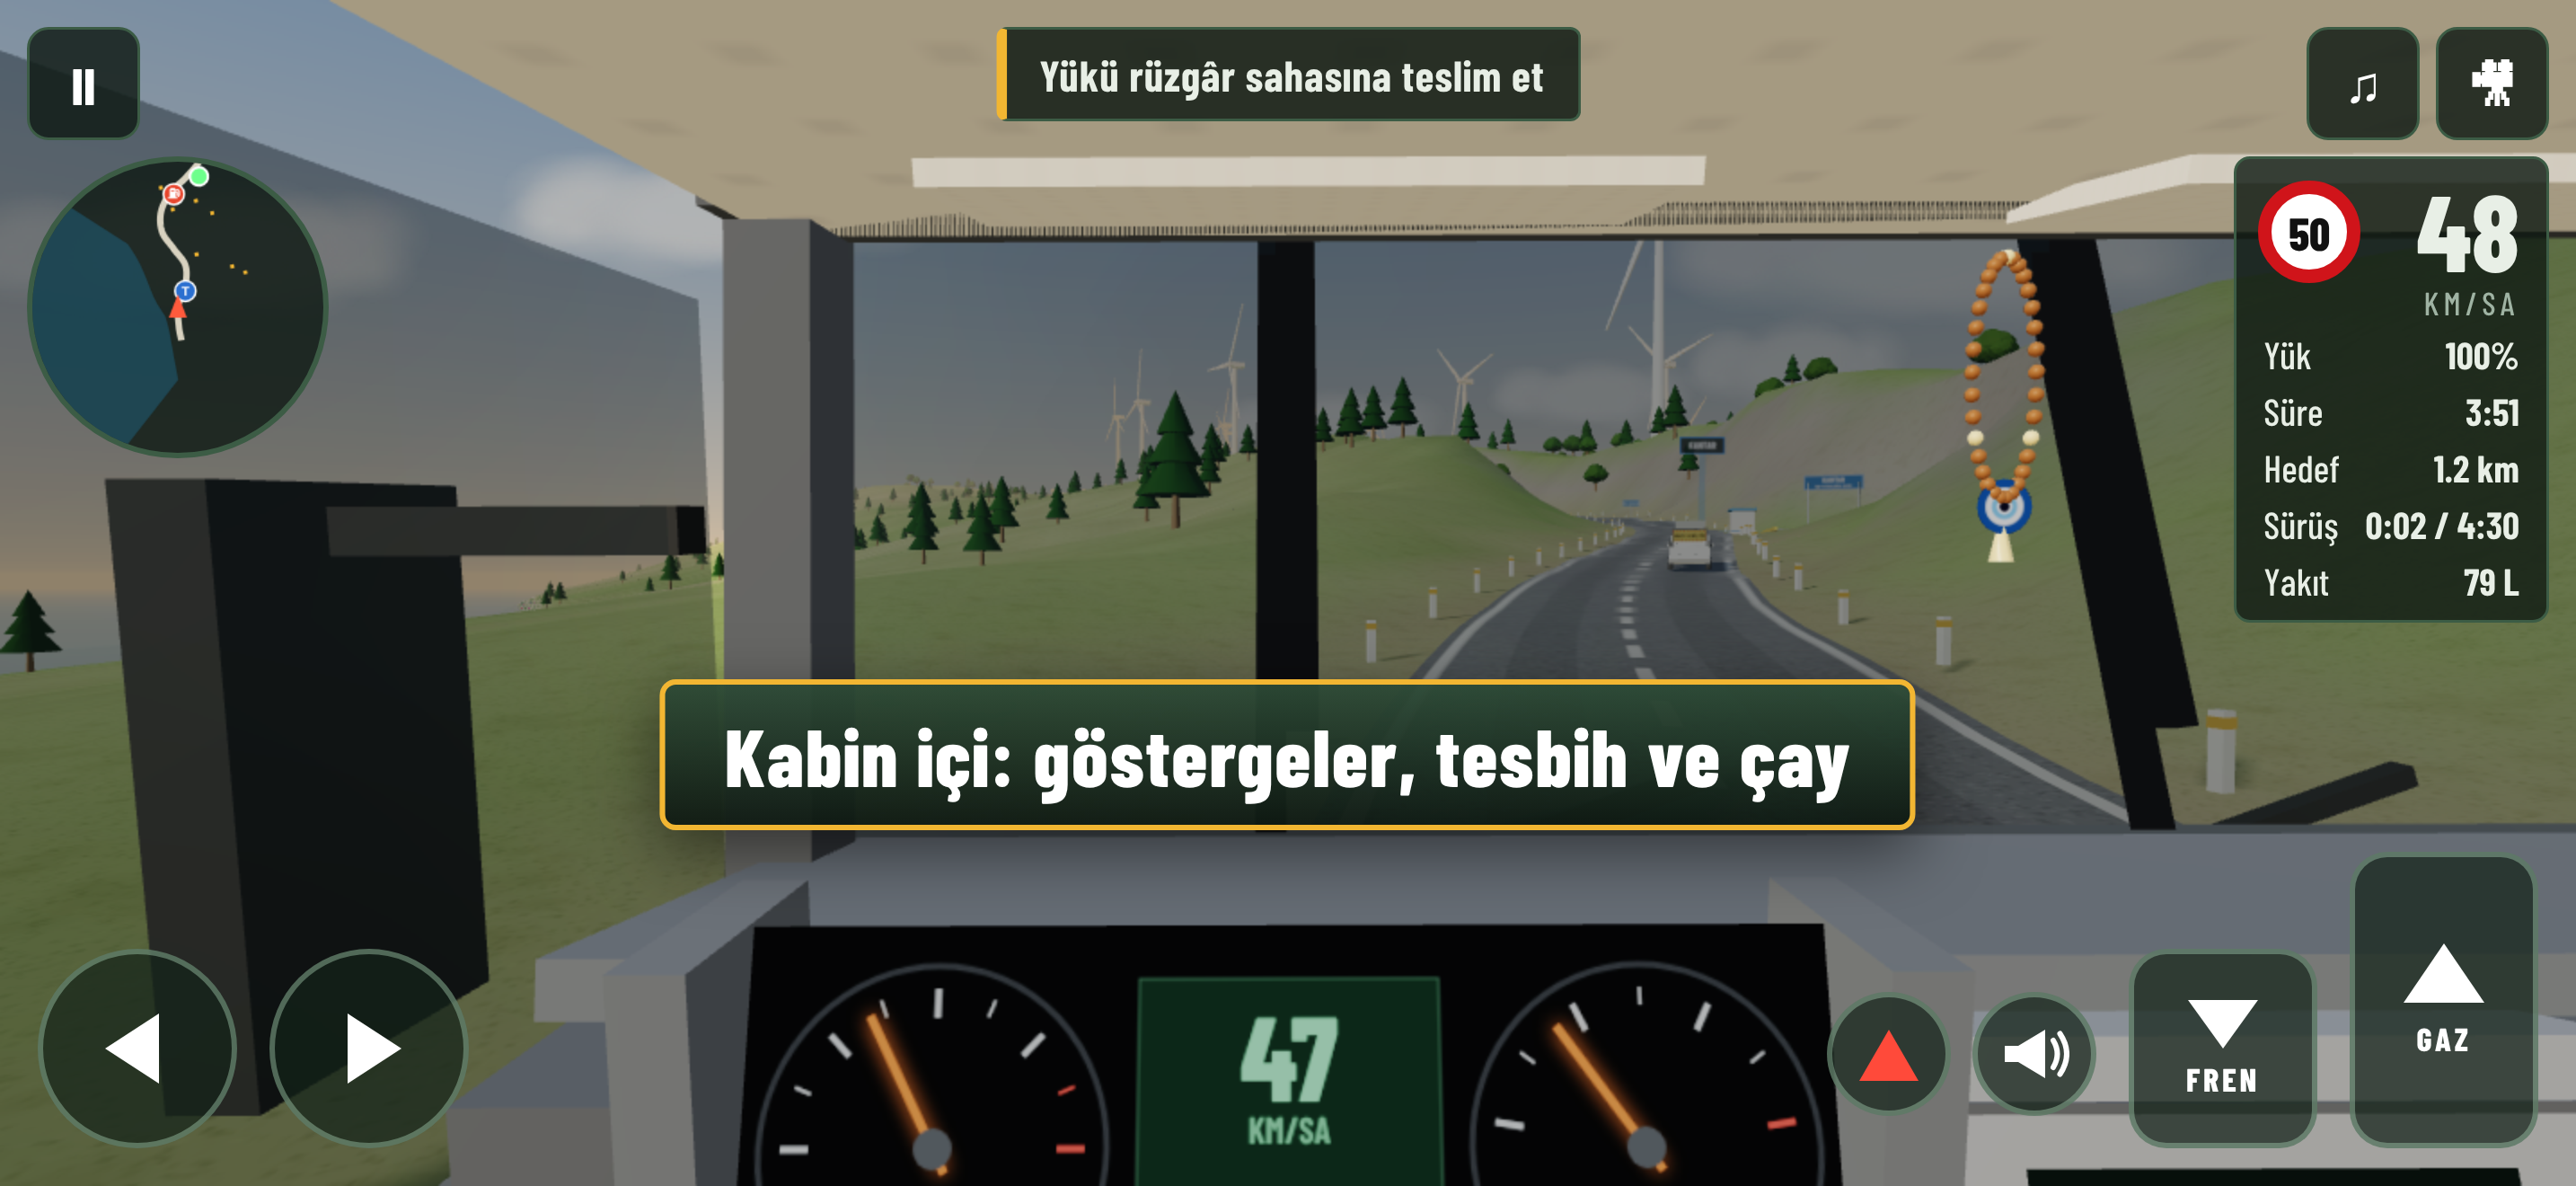 Yükü rüzgâr sahasına teslim et
50
48
KM/SA
Yük 100%
Süre 3:51
Hedef 1.2 km
Sürüş 0:02 / 4:30
Yakıt 79 L
T
Kabin içi: göstergeler, tesbih ve çay
47
KM/SA
FREN
GAZ